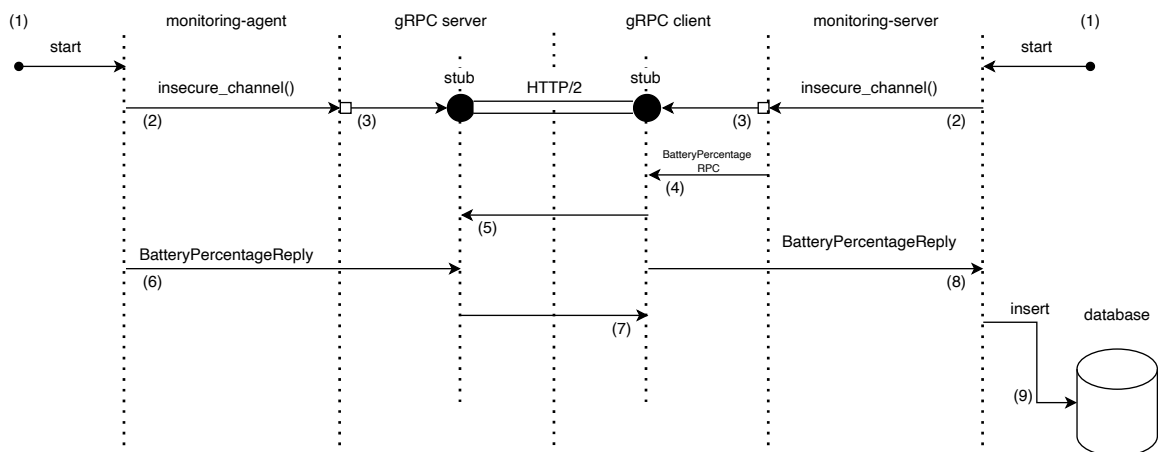 (1)
monitoring-agent
gRPC server
gRPC client
monitoring-server
(1)
start
start
stub
stub
insecure_channel()
HTTP/2
insecure_channel()
(2)
(3)
(3)
(2)
BatteryPercentage
RPC
(4)
(5)
BatteryPercentageReply
BatteryPercentageReply
(6)
(8)
(7)
insert
database
(9)